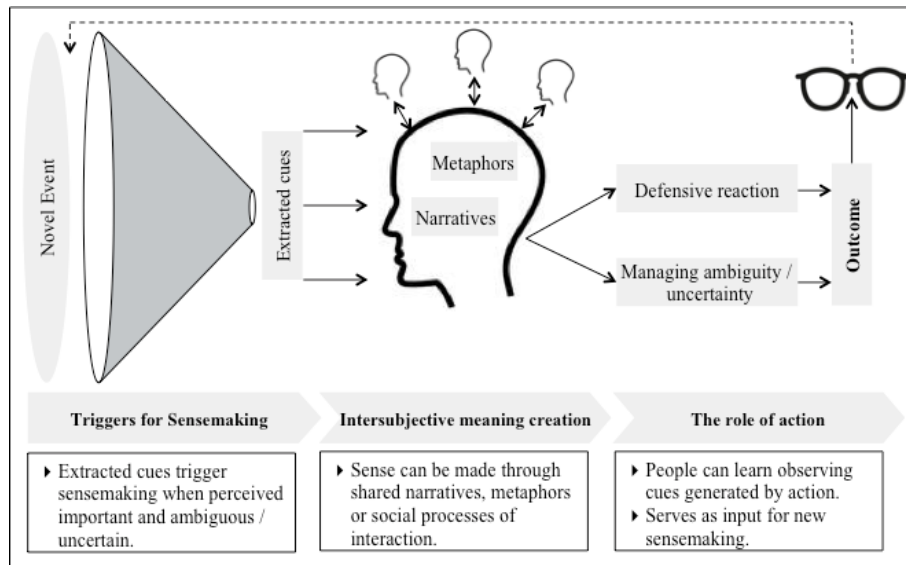 Novel Event
Extracted cues
Metaphors
Narratives
Defensive reaction
Managing ambiguity /
uncertainty
Outcome
Triggers for Sensemaking
Intersubjective meaning creation
The role of action
Extracted cues trigger
sensemaking when perceived
important and ambiguous /
uncertain.
Sense can be made through
shared narratives, metaphors
or social processes of
interaction.
People can learn observing
cues generated by action.
Serves as input for new
sensemaking.